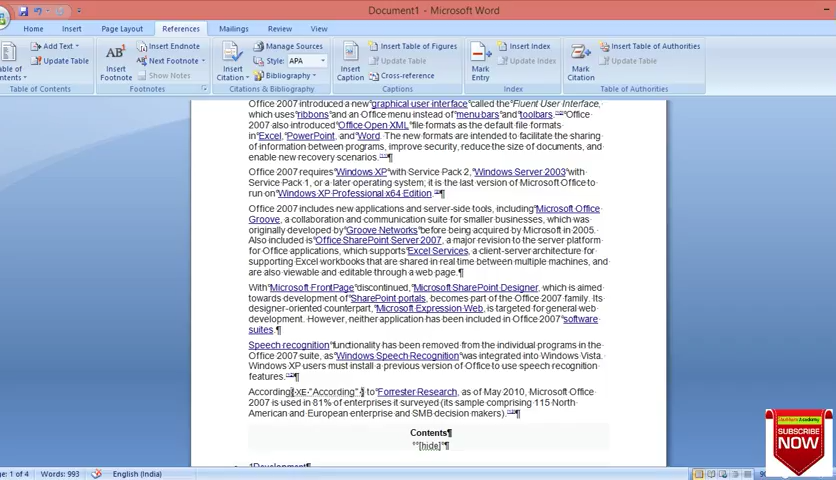 Document1 - Microsoft Word
Home Insert Page Layout References Mailings Review View
Add Text
Update Table
Table of Contents
AB¹ Insert Footnote
Insert Endnote
Next Footnote
Show Notes
Insert Citation
Manage Sources
Style: APA
Bibliography
Insert Caption
Insert Table of Figures
Update Table
Cross-reference
Mark Entry
Insert Index
Update Index
Mark Citation
Insert Table of Authorities
Update Table
Table of Contents Footnotes Citations & Bibliography Captions Index Table of Authorities
Office 2007 introduced a new°graphical user interface°called the°Fluent User Interface,
which uses°ribbons°and an Office menu instead of°menu bars°and°toolbars. Office
2007 also introduced°Office Open XML°file formats as the default file formats
in°Excel,°PowerPoint, and°Word. The new formats are intended to facilitate the sharing
of information between programs, improve security, reduce the size of documents, and
enable new recovery scenarios. ¶
Office 2007 requires°Windows XP°with Service Pack 2,°Windows Server 2003°with
Service Pack 1, or a later operating system; it is the last version of Microsoft Office to
run on°Windows XP Professional x64 Edition. ¶
Office 2007 includes new applications and server-side tools, including°Microsoft Office
Groove, a collaboration and communication suite for smaller businesses, which was
originally developed by°Groove Networks°before being acquired by Microsoft in 2005.
Also included is°Office SharePoint Server 2007, a major revision to the server platform
for Office applications, which supports°Excel Services, a client-server architecture for
supporting Excel workbooks that are shared in real time between multiple machines, and
are also viewable and editable through a web page.¶
With°Microsoft FrontPage°discontinued,°Microsoft SharePoint Designer, which is aimed
towards development of°SharePoint portals, becomes part of the Office 2007 family. Its
designer-oriented counterpart,°Microsoft Expression Web, is targeted for general web
development. However, neither application has been included in Office 2007°software
suites.¶
Speech recognition°functionality has been removed from the individual programs in the
Office 2007 suite, as°Windows Speech Recognition°was integrated into Windows Vista.
Windows XP users must install a previous version of Office to use speech recognition
features. ¶
According{·XE·"According"·} to°Forrester Research, as of May 2010, Microsoft Office
2007 is used in 81% of enterprises it surveyed (its sample comprising 115 North
American and European enterprise and SMB decision makers). ¶
Contents¶
°°[hide]°¶
1Development¶
SUBSCRIBE
NOW
ge: 1 of 4 Words: 993 English (India)